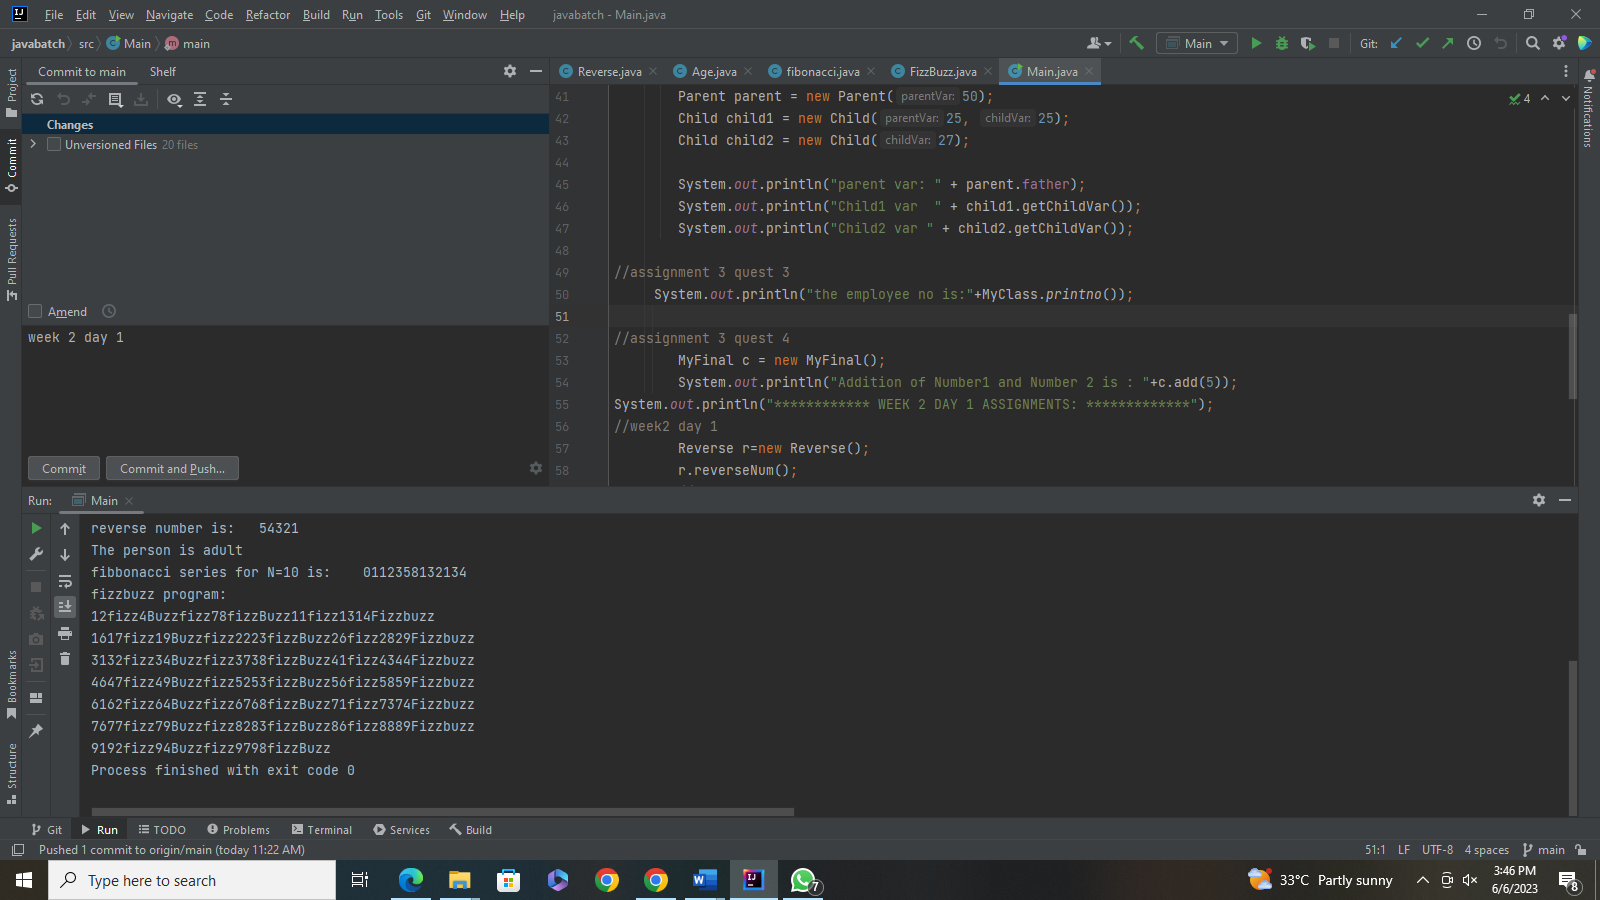 File Edit View Navigate Code Refactor Build Run Tools Git Window Help javabatch - Main.java
javabatch src Main main Main Git:
Project
Commit
Pull Requests
Bookmarks
Structure
Commit to main Shelf
Changes
Unversioned Files 20 files
Amend
week 2 day 1
Commit Commit and Push...
Reverse.java Age.java fibonacci.java FizzBuzz.java Main.java
4
Notifications
41 Parent parent = new Parent( parentVar: 50);
42 Child child1 = new Child( parentVar: 25, childVar: 25);
43 Child child2 = new Child( childVar: 27);
44
45 System.out.println("parent var: " + parent.father);
46 System.out.println("Child1 var  " + child1.getChildVar());
47 System.out.println("Child2 var " + child2.getChildVar());
48
49 //assignment 3 quest 3
50 System.out.println("the employee no is:"+MyClass.printno());
51
52 //assignment 3 quest 4
53 MyFinal c = new MyFinal();
54 System.out.println("Addition of Number1 and Number 2 is : "+c.add(5));
55 System.out.println("************ WEEK 2 DAY 1 ASSIGNMENTS: *************");
56 //week2 day 1
57 Reverse r=new Reverse();
58 r.reverseNum();
Run: Main
reverse number is:   54321
The person is adult
fibbonacci series for N=10 is:    0112358132134
fizzbuzz program:
12fizz4Buzzfizz78fizzBuzz11fizz1314Fizzbuzz
1617fizz19Buzzfizz2223fizzBuzz26fizz2829Fizzbuzz
3132fizz34Buzzfizz3738fizzBuzz41fizz4344Fizzbuzz
4647fizz49Buzzfizz5253fizzBuzz56fizz5859Fizzbuzz
6162fizz64Buzzfizz6768fizzBuzz71fizz7374Fizzbuzz
7677fizz79Buzzfizz8283fizzBuzz86fizz8889Fizzbuzz
9192fizz94Buzzfizz9798fizzBuzz
Process finished with exit code 0
Git Run TODO Problems Terminal Services Build
Pushed 1 commit to origin/main (today 11:22 AM) 51:1 LF UTF-8 4 spaces main
Type here to search 7 33°C Partly sunny 3:46 PM
6/6/2023 8